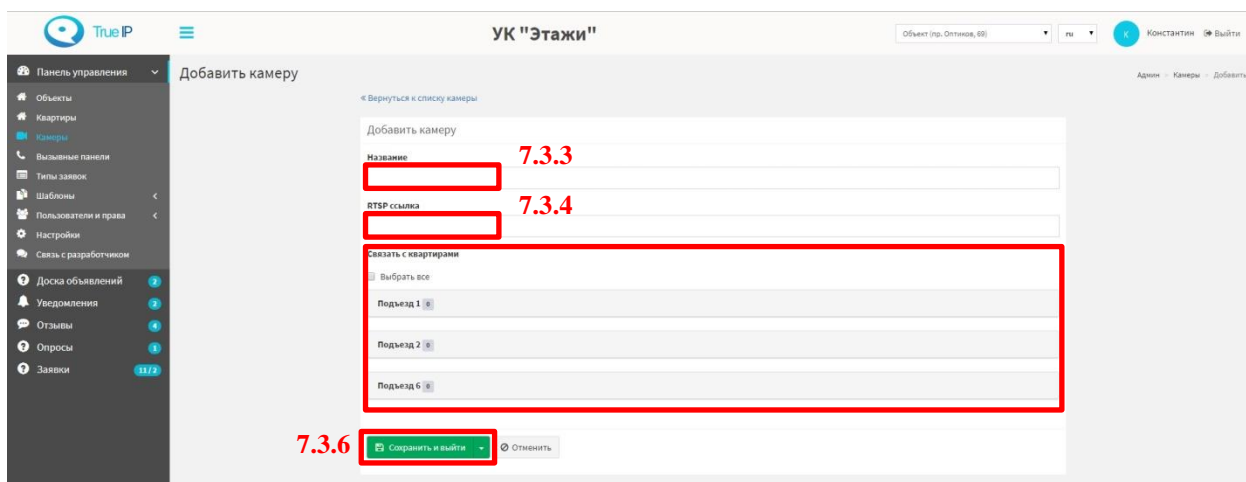 True IP
УК "Этажи"
Объект (пр. Оптиков, 69)
ru
К
Константин
Выйти
Панель управления
Добавить камеру
Админ
Камеры
Добавить
Объекты
« Вернуться к списку камеры
Квартиры
Камеры
Вызывные панели
Типы заявок
Шаблоны
Пользователи и права
Настройки
Связь с разработчиком
Доска объявлений 2
Уведомления 2
Отзывы 4
Опросы 1
Заявки 11/2
Добавить камеру
Название
7.3.3
RTSP ссылка
7.3.4
Связать с квартирами
Выбрать все
Подъезд 1 0
Подъезд 2 0
Подъезд 6 0
7.3.6
Сохранить и выйти
Отменить